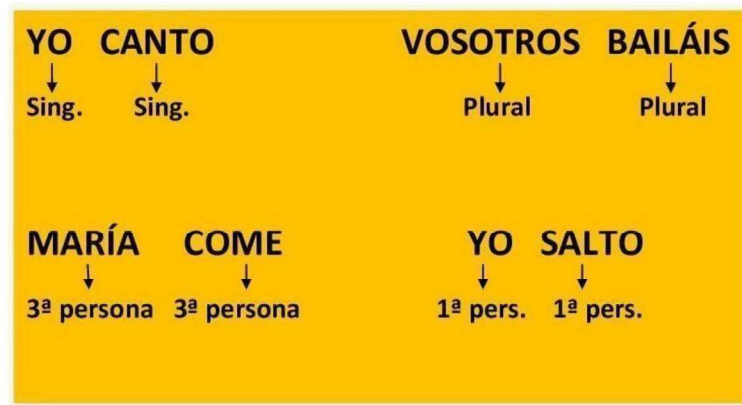 YO CANTO VOSOTROS BAILÁIS
Sing. Sing. Plural Plural
MARÍA COME YO SALTO
3ª persona 3ª persona 1ª pers. 1ª pers.